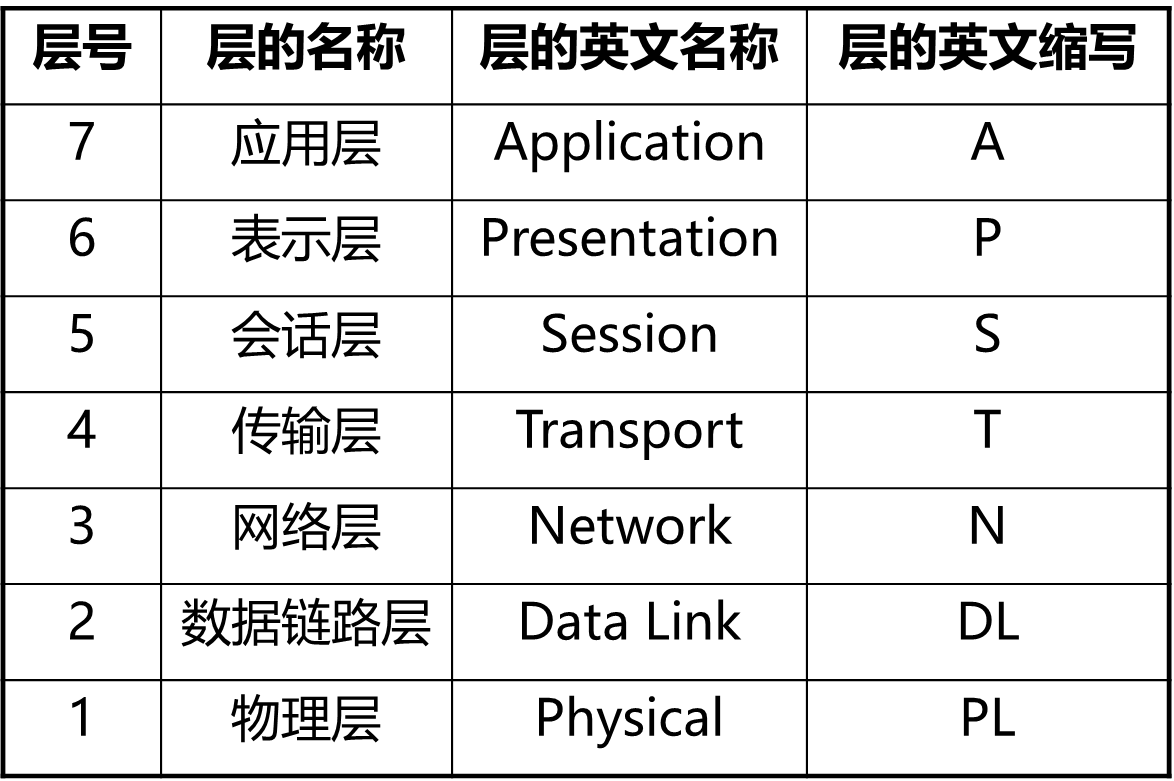 层号 层的名称 层的英文名称 层的英文缩写
7 应用层 Application A
6 表示层 Presentation P
5 会话层 Session S
4 传输层 Transport T
3 网络层 Network N
2 数据链路层 Data Link DL
1 物理层 Physical PL